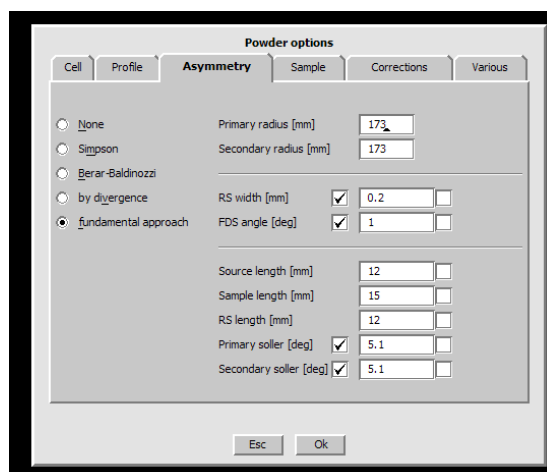 Powder options
Cell Profile Asymmetry Sample Corrections Various
None Primary radius [mm] 173
Simpson Secondary radius [mm] 173
Berar-Baldinozzi
by divergence RS width [mm] 0.2
fundamental approach FDS angle [deg] 1
Source length [mm] 12
Sample length [mm] 15
RS length [mm] 12
Primary soller [deg] 5.1
Secondary soller [deg] 5.1
Esc Ok